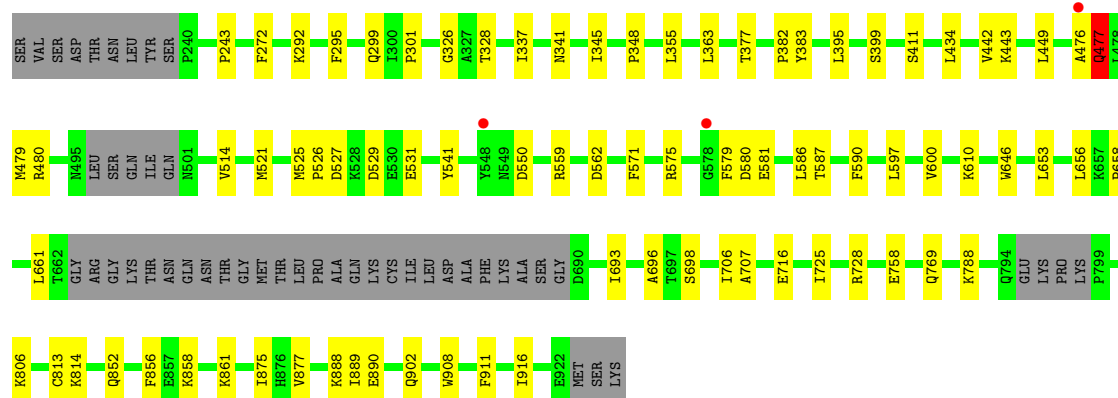 SER VAL SER ASP THR ASN LEU TYR SER P240 P243 F272 K292 F295 Q299 I300 P301 G326 A327 T328 I337 N341 I345 P348 L355 L363 T377 P382 Y383 L395 S399 S411 L434 V442 K443 L449 A476 Q477 L478
M479 R480 N495 LEU SER GLN ILE GLN N501 V514 M521 M525 P526 D527 K528 D529 E530 E531 Y541 Y548 N549 D550 R559 D562 F571 R575 G578 F579 D580 E581 L586 T587 F590 L597 V600 K610 W646 L653 L656 K657
L661 T662 GLY ARG GLY LYS THR ASN GLN ASN THR GLY MET THR LEU PRO ALA GLN LYS CYS ILE LEU ASP ALA PHE LYS ALA SER GLY D690 I693 A696 T697 S698 I706 A707 E716 I725 R728 E758 Q769 K788 Q794 GLU LYS PRO LYS P799
K806 C813 K814 Q852 F856 E857 K858 K861 I875 H876 V877 K888 I889 E890 Q902 W908 F911 I916 E922 MET SER LYS